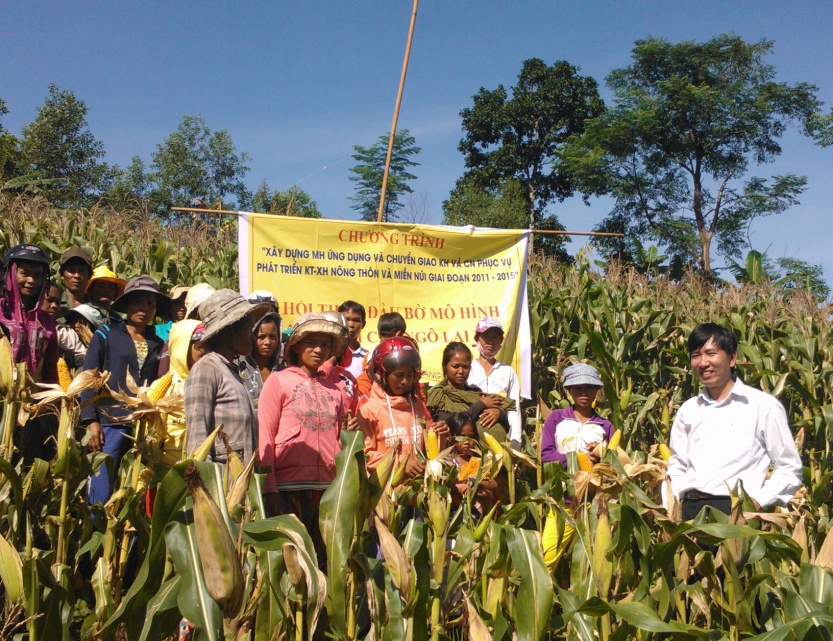 CHƯƠNG TRÌNH
"XÂY DỰNG MH ỨNG DỤNG VÀ CHUYỂN GIAO KH VÀ CN PHỤC VỤ
PHÁT TRIỂN KT-XH NÔNG THÔN VÀ MIỀN NÚI GIAI ĐOẠN 2011 - 2015"
HỘI ĐẦU BỜ MÔ HÌNH
NGÔ LAI